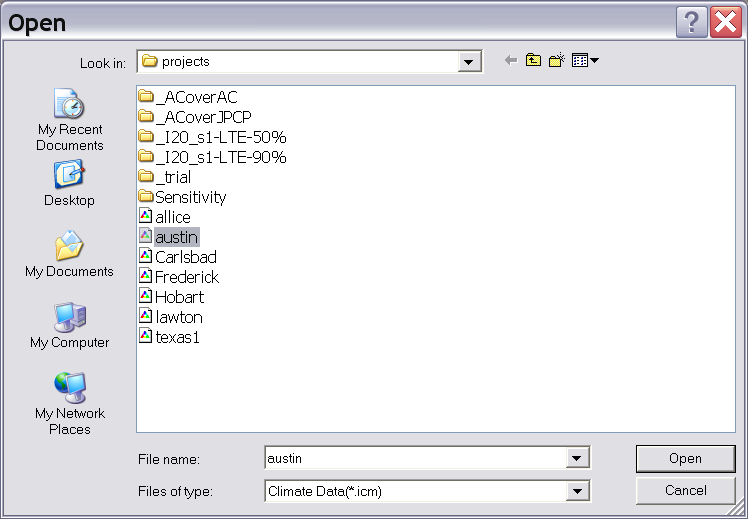 Open
Look in:
projects
My Recent
Documents
Desktop
My Documents
My Computer
My Network
Places
_ACoverAC
_ACoverJPCP
_I20_s1-LTE-50%
_I20_s1-LTE-90%
_trial
Sensitivity
allice
austin
Carlsbad
Frederick
Hobart
lawton
texas1
File name:
austin
Open
Files of type:
Climate Data(*.icm)
Cancel